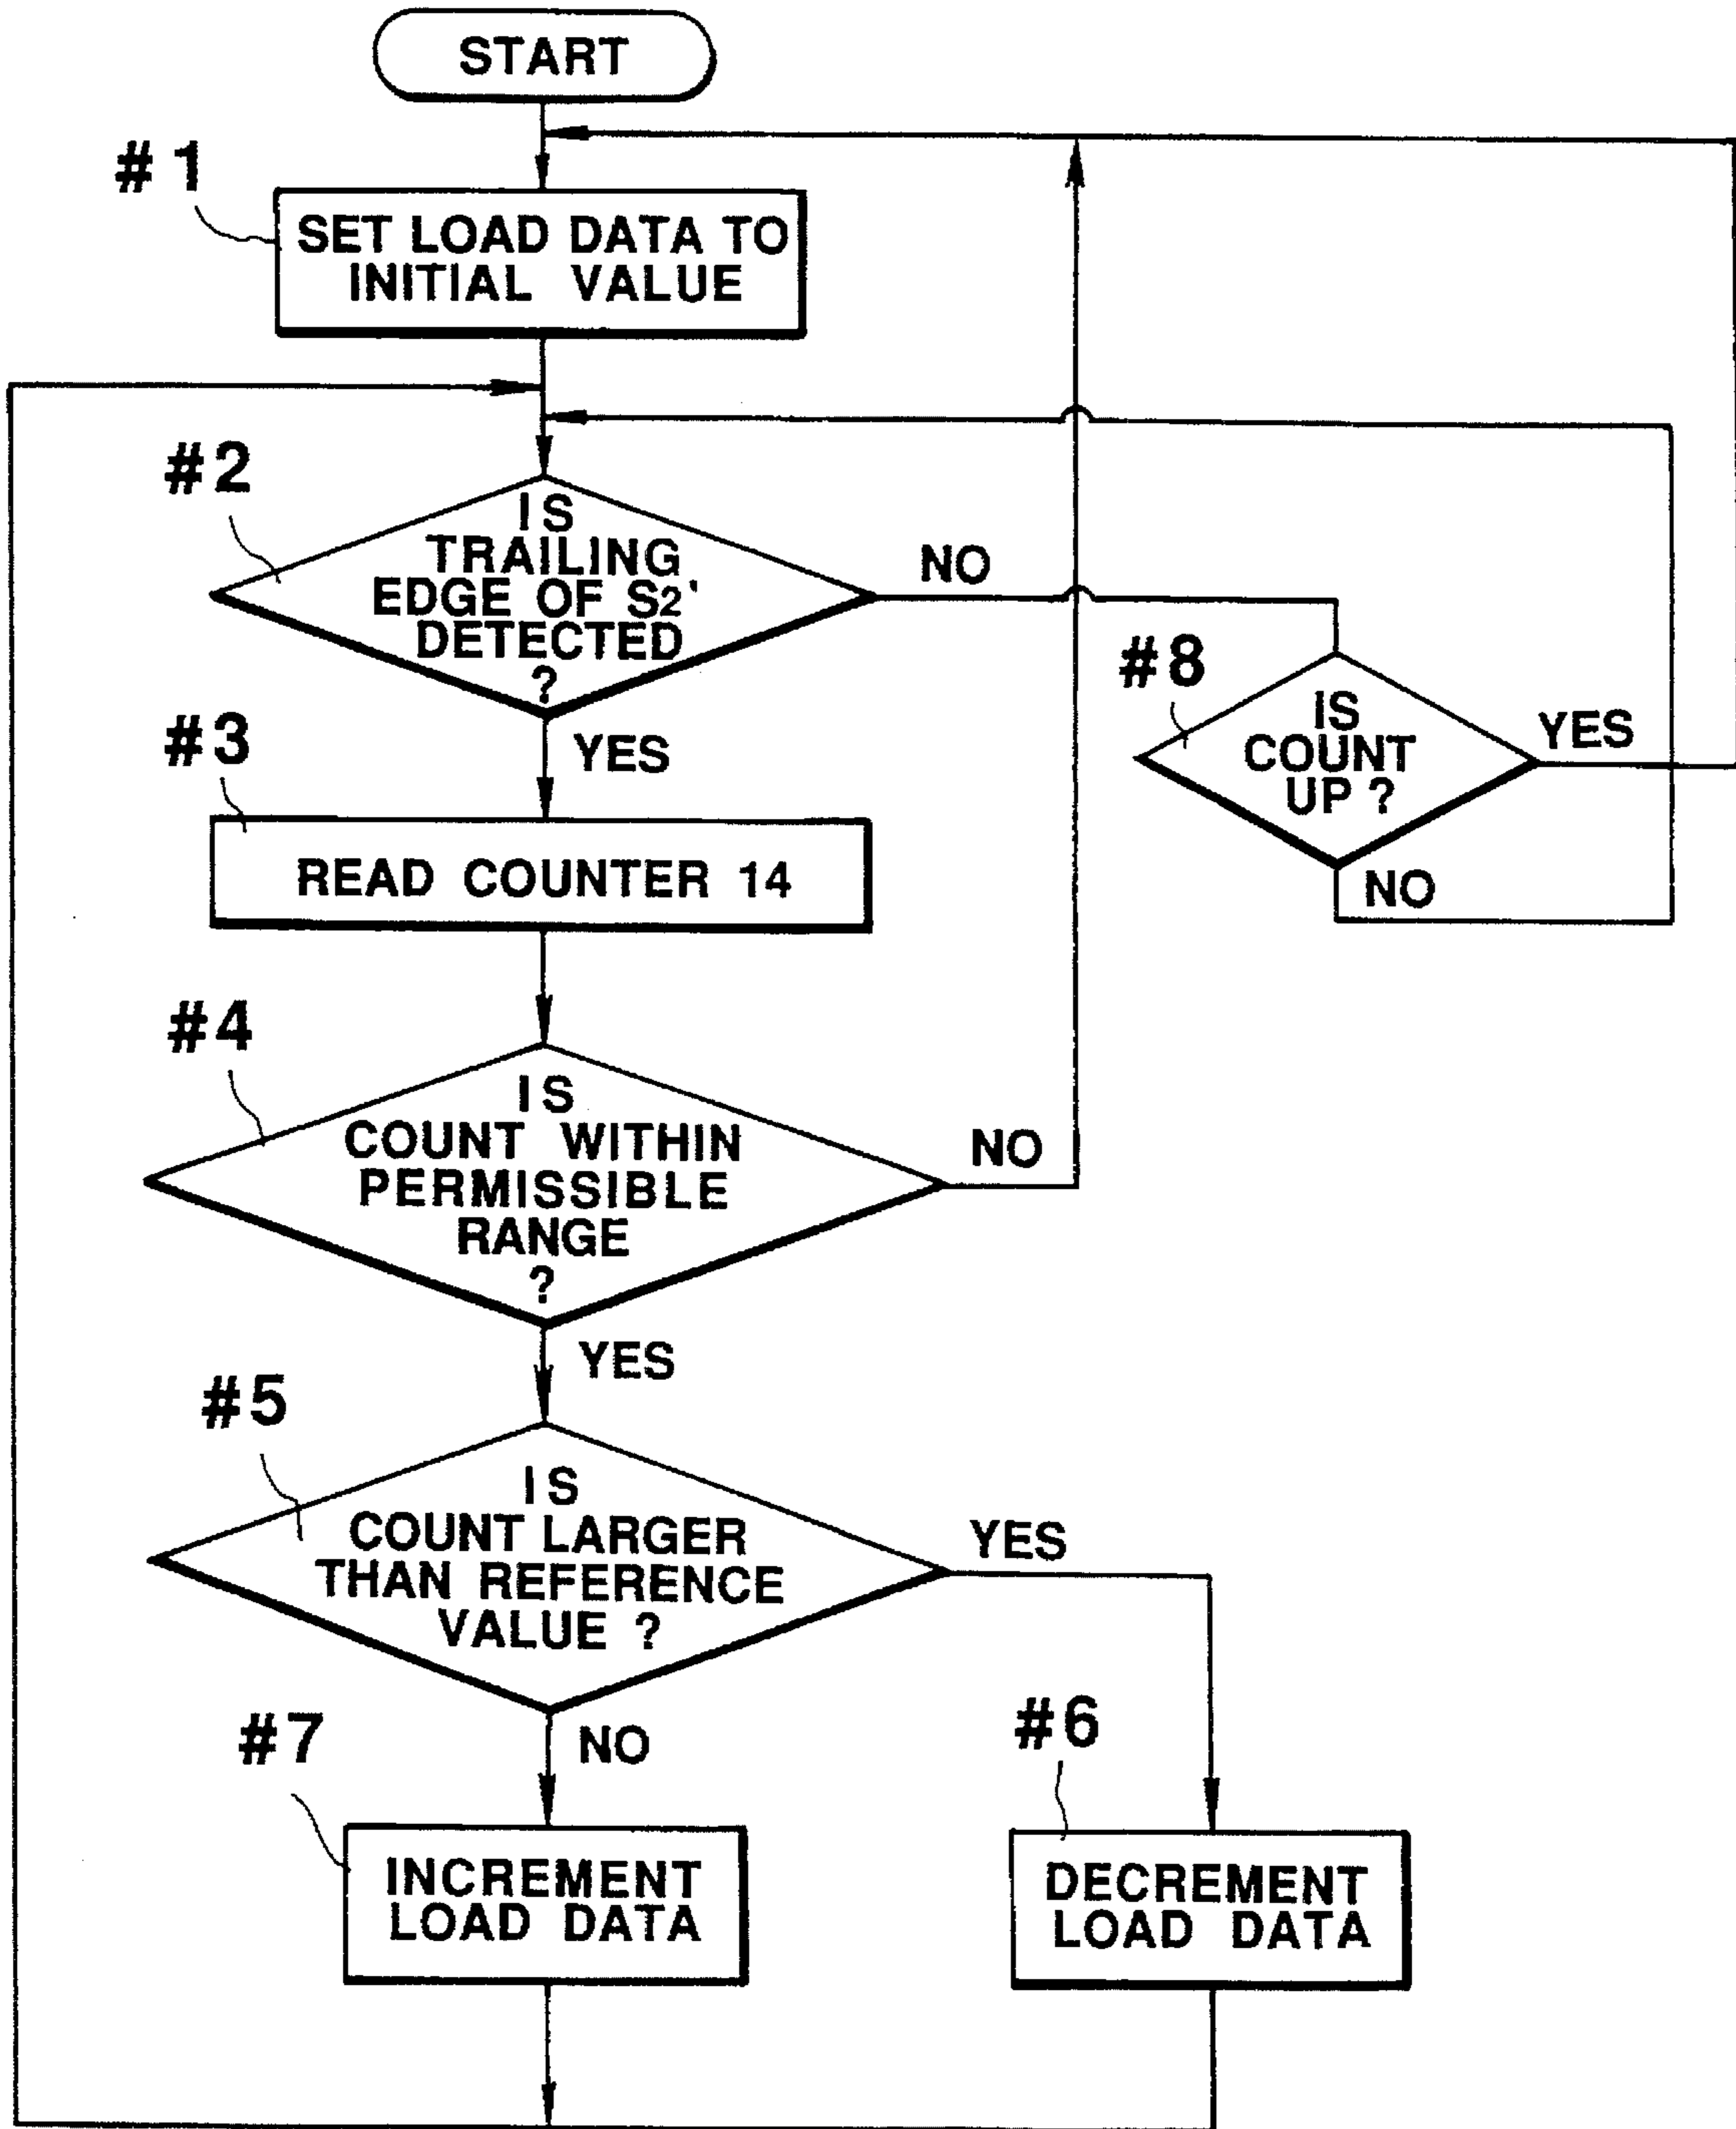 START
#1
SET LOAD DATA TO
INITIAL VALUE
#2
IS
TRAILING
EDGE OF S2'
DETECTED
?
NO
YES
#8
IS
COUNT
UP ?
YES
NO
#3
READ COUNTER 14
#4
IS
COUNT WITHIN
PERMISSIBLE
RANGE
?
NO
YES
#5
IS
COUNT LARGER
THAN REFERENCE
VALUE ?
YES
NO
#7
INCREMENT
LOAD DATA
#6
DECREMENT
LOAD DATA